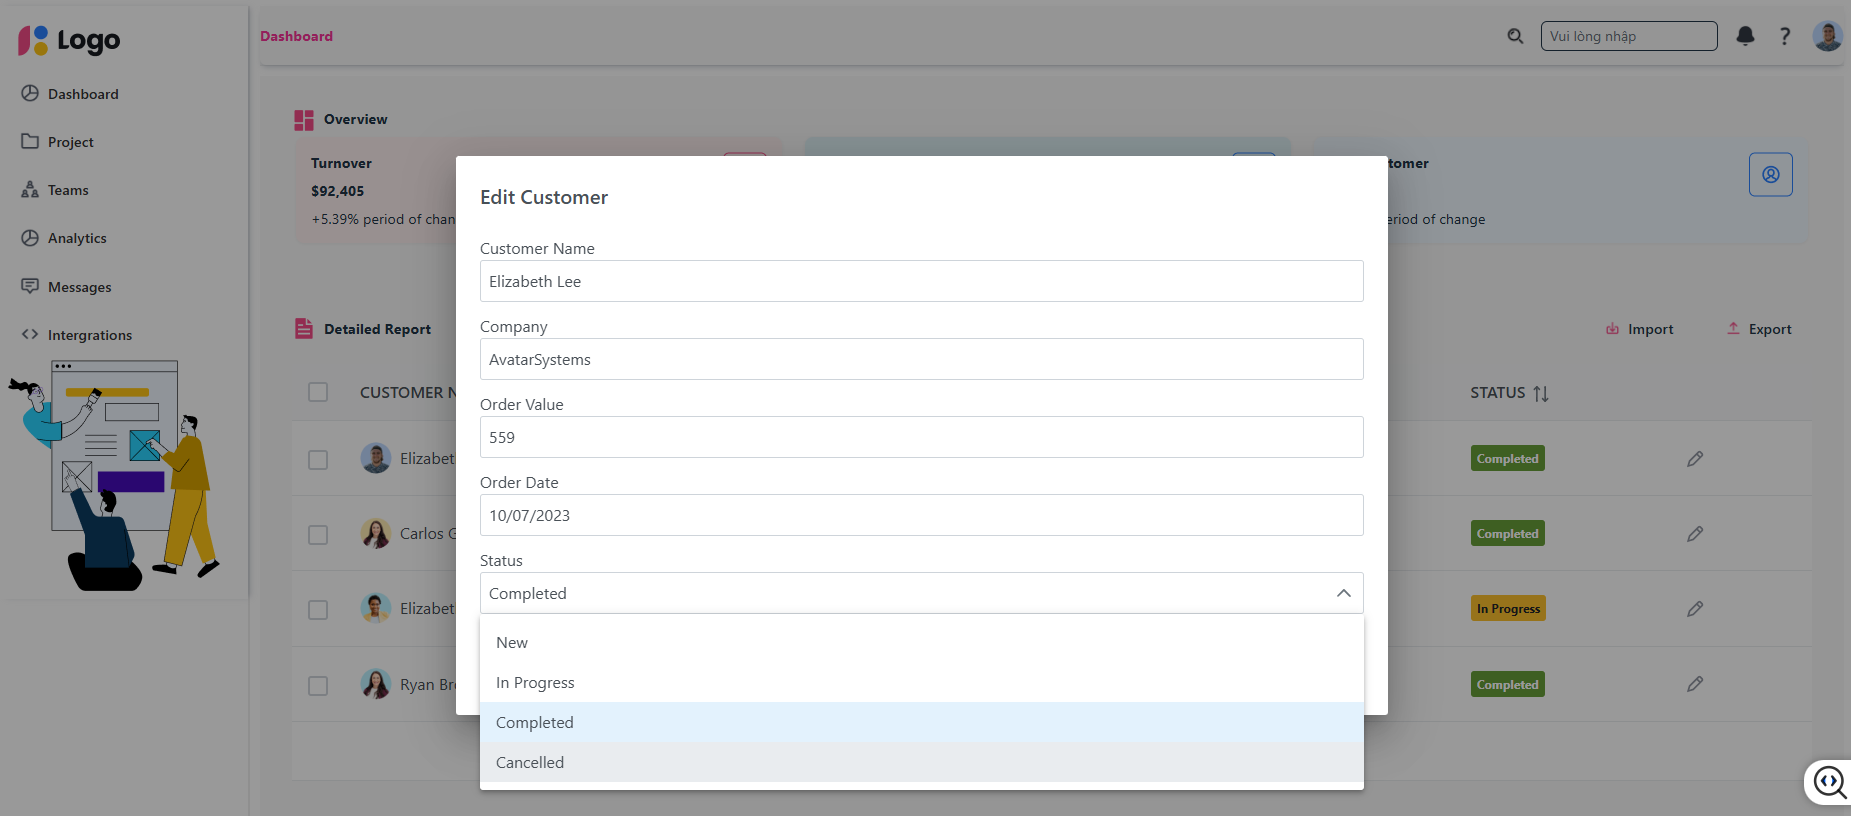 Logo
Dashboard
Project
Teams
Analytics
Messages
Intergrations
Dashboard
Vui lòng nhập
Overview
Turnover
$92,405
+5.39% period of chan
tomer
eriod of change
Detailed Report
Import
Export
CUSTOMER N
STATUS
Elizabet
Completed
Carlos G
Completed
Elizabet
In Progress
Ryan Br
Completed
Edit Customer
Customer Name
Elizabeth Lee
Company
AvatarSystems
Order Value
559
Order Date
10/07/2023
Status
Completed
New
In Progress
Completed
Cancelled